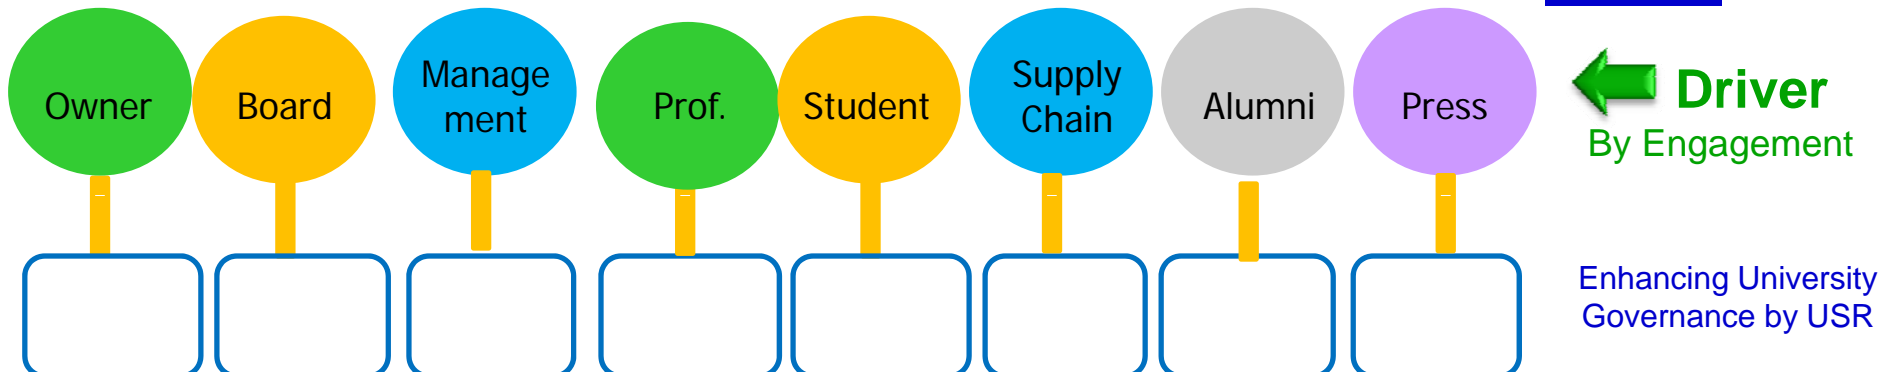 Owner
Board
Manage
ment
Prof.
Student
Supply
Chain
Alumni
Press
Driver
By Engagement
Enhancing University
Governance by USR